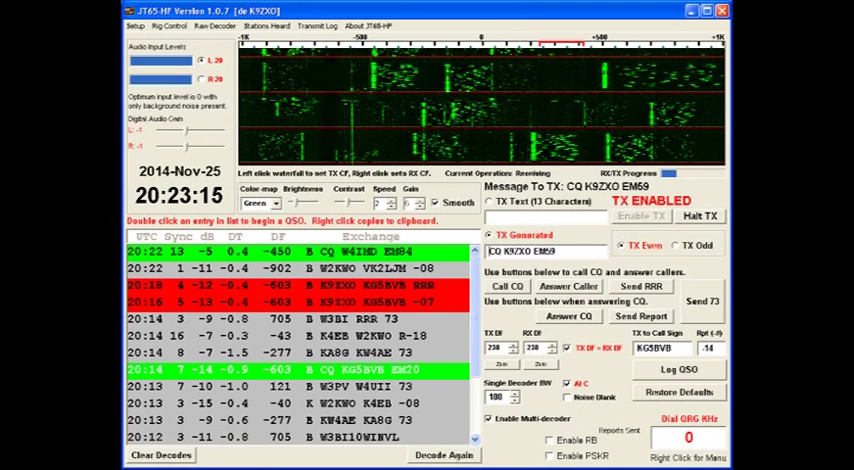 JT65-HF Version 1.0.7 [de K9ZXO]
Setup Rig Control Raw Decoder Stations Heard Transmit Log About JT65-HF
Audio Input Levels
L 20
R 20
Optimum input level is 0 with
only background noise present.
Digital Audio Gain
L: -1
R: -1
2014-Nov-25
20:23:15
-1K -500 0 +500 +1K
Left click waterfall to set TX CF, Right click sets RX CF. Current Operation: Receiving RX/TX Progress
Color-map Brightness Contrast Speed Gain
Green 2 6 Smooth
Double click an entry in list to begin a QSO. Right click copies to clipboard.
UTC Sync dB DT DF Exchange
20:22 13 -5 0.4 -450 B CQ W4IMD EM84
20:22 1 -11 0.4 -902 B W2KWO VK2LJM -08
20:18 4 -12 0.4 -603 B K9ZXO KG5BVB RRR
20:16 5 -13 0.4 -603 B K9ZXO KG5BVB -07
20:14 3 -9 -0.8 705 B W3BI RRR 73
20:14 16 -7 -0.3 -43 B K4EB W2KWO R-18
20:14 8 -7 -1.5 -277 B KA8G KW4AE 73
20:14 7 -14 -0.9 -603 B CQ KG5BVB EM20
20:13 7 -10 -1.0 121 B W3PV W4UII 73
20:13 3 -15 -0.4 -40 K W2KWO K4EB -08
20:13 3 -9 -0.6 -277 B KW4AE KA8G 73
20:12 3 -11 -0.8 705 B W3BI10WINVL
Clear Decodes Decode Again
Message To TX: CQ K9ZXO EM59
TX Text (13 Characters) TX ENABLED
Enable TX Halt TX
TX Generated
CQ K9ZXO EM59 TX Even TX Odd
Use buttons below to call CQ and answer callers.
Call CQ Answer Caller Send RRR
Use buttons below when answering CQ.
Send 73
Answer CQ Send Report
TX DF RX DF TX to Call Sign Rpt (-#)
238 238 TX DF = RX DF KG5BVB -14
Zero Zero
Log QSO
Single Decoder BW AFC
100 Noise Blank Restore Defaults
Enable Multi-decoder Dial QRG KHz
Reports Sent
Enable RB 0
Enable PSKR Right Click for Menu